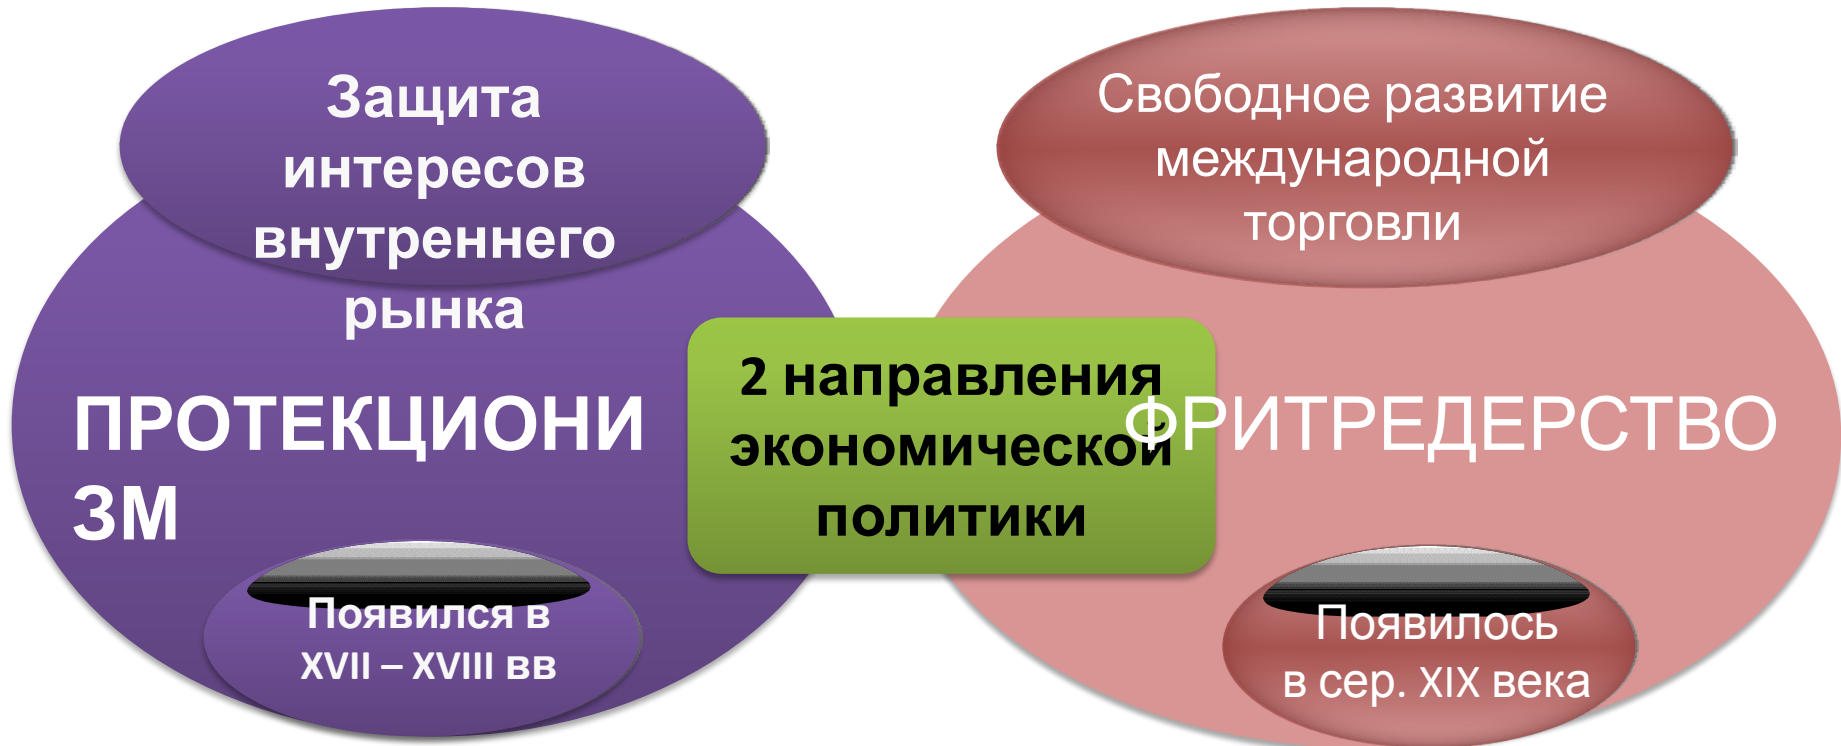 Защита
интересов
внутреннего
рынка
ПРОТЕКЦИОНИ
ЗМ
Появился в
XVII – XVIII вв
2 направления
экономической
политики
Свободное развитие
международной
торговли
ФРИТРЕДЕРСТВО
Появилось
в сер. XIX века